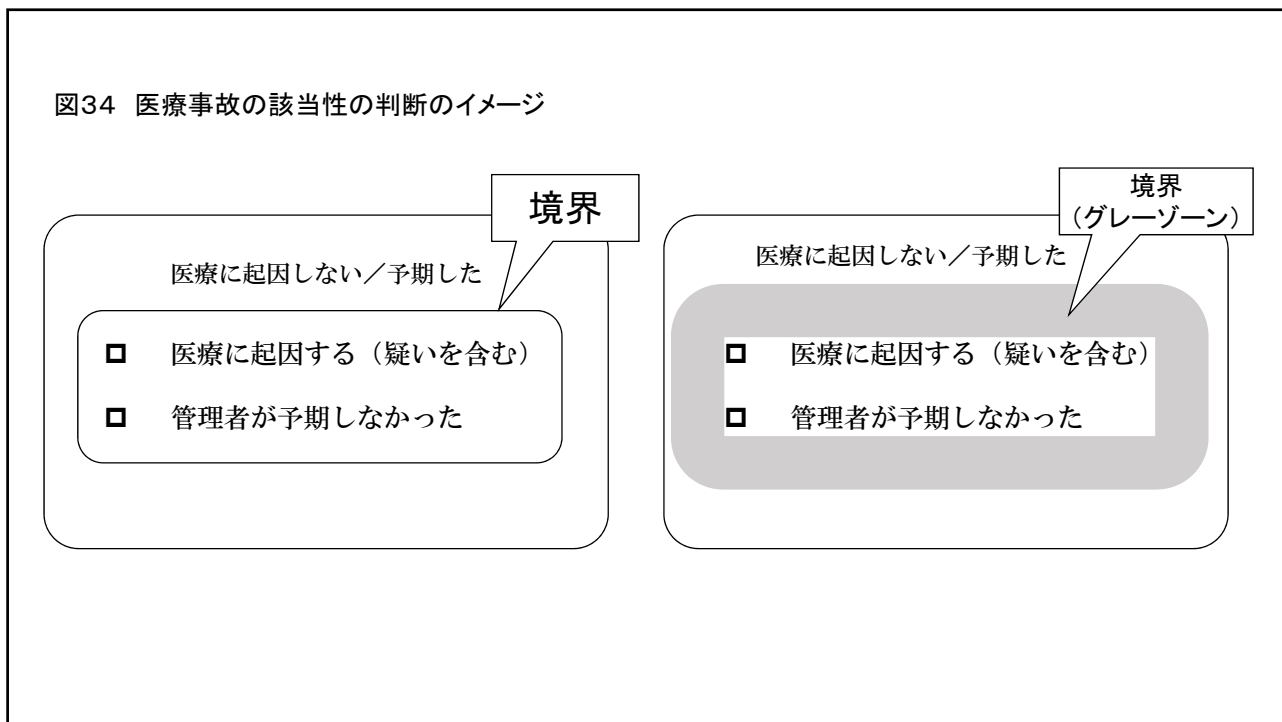 図34 医療事故の該当性の判断のイメージ
境界
医療に起因しない／予期した
医療に起因する（疑いを含む）
管理者が予期しなかった
境界
（グレーゾーン）
医療に起因しない／予期した
医療に起因する（疑いを含む）
管理者が予期しなかった